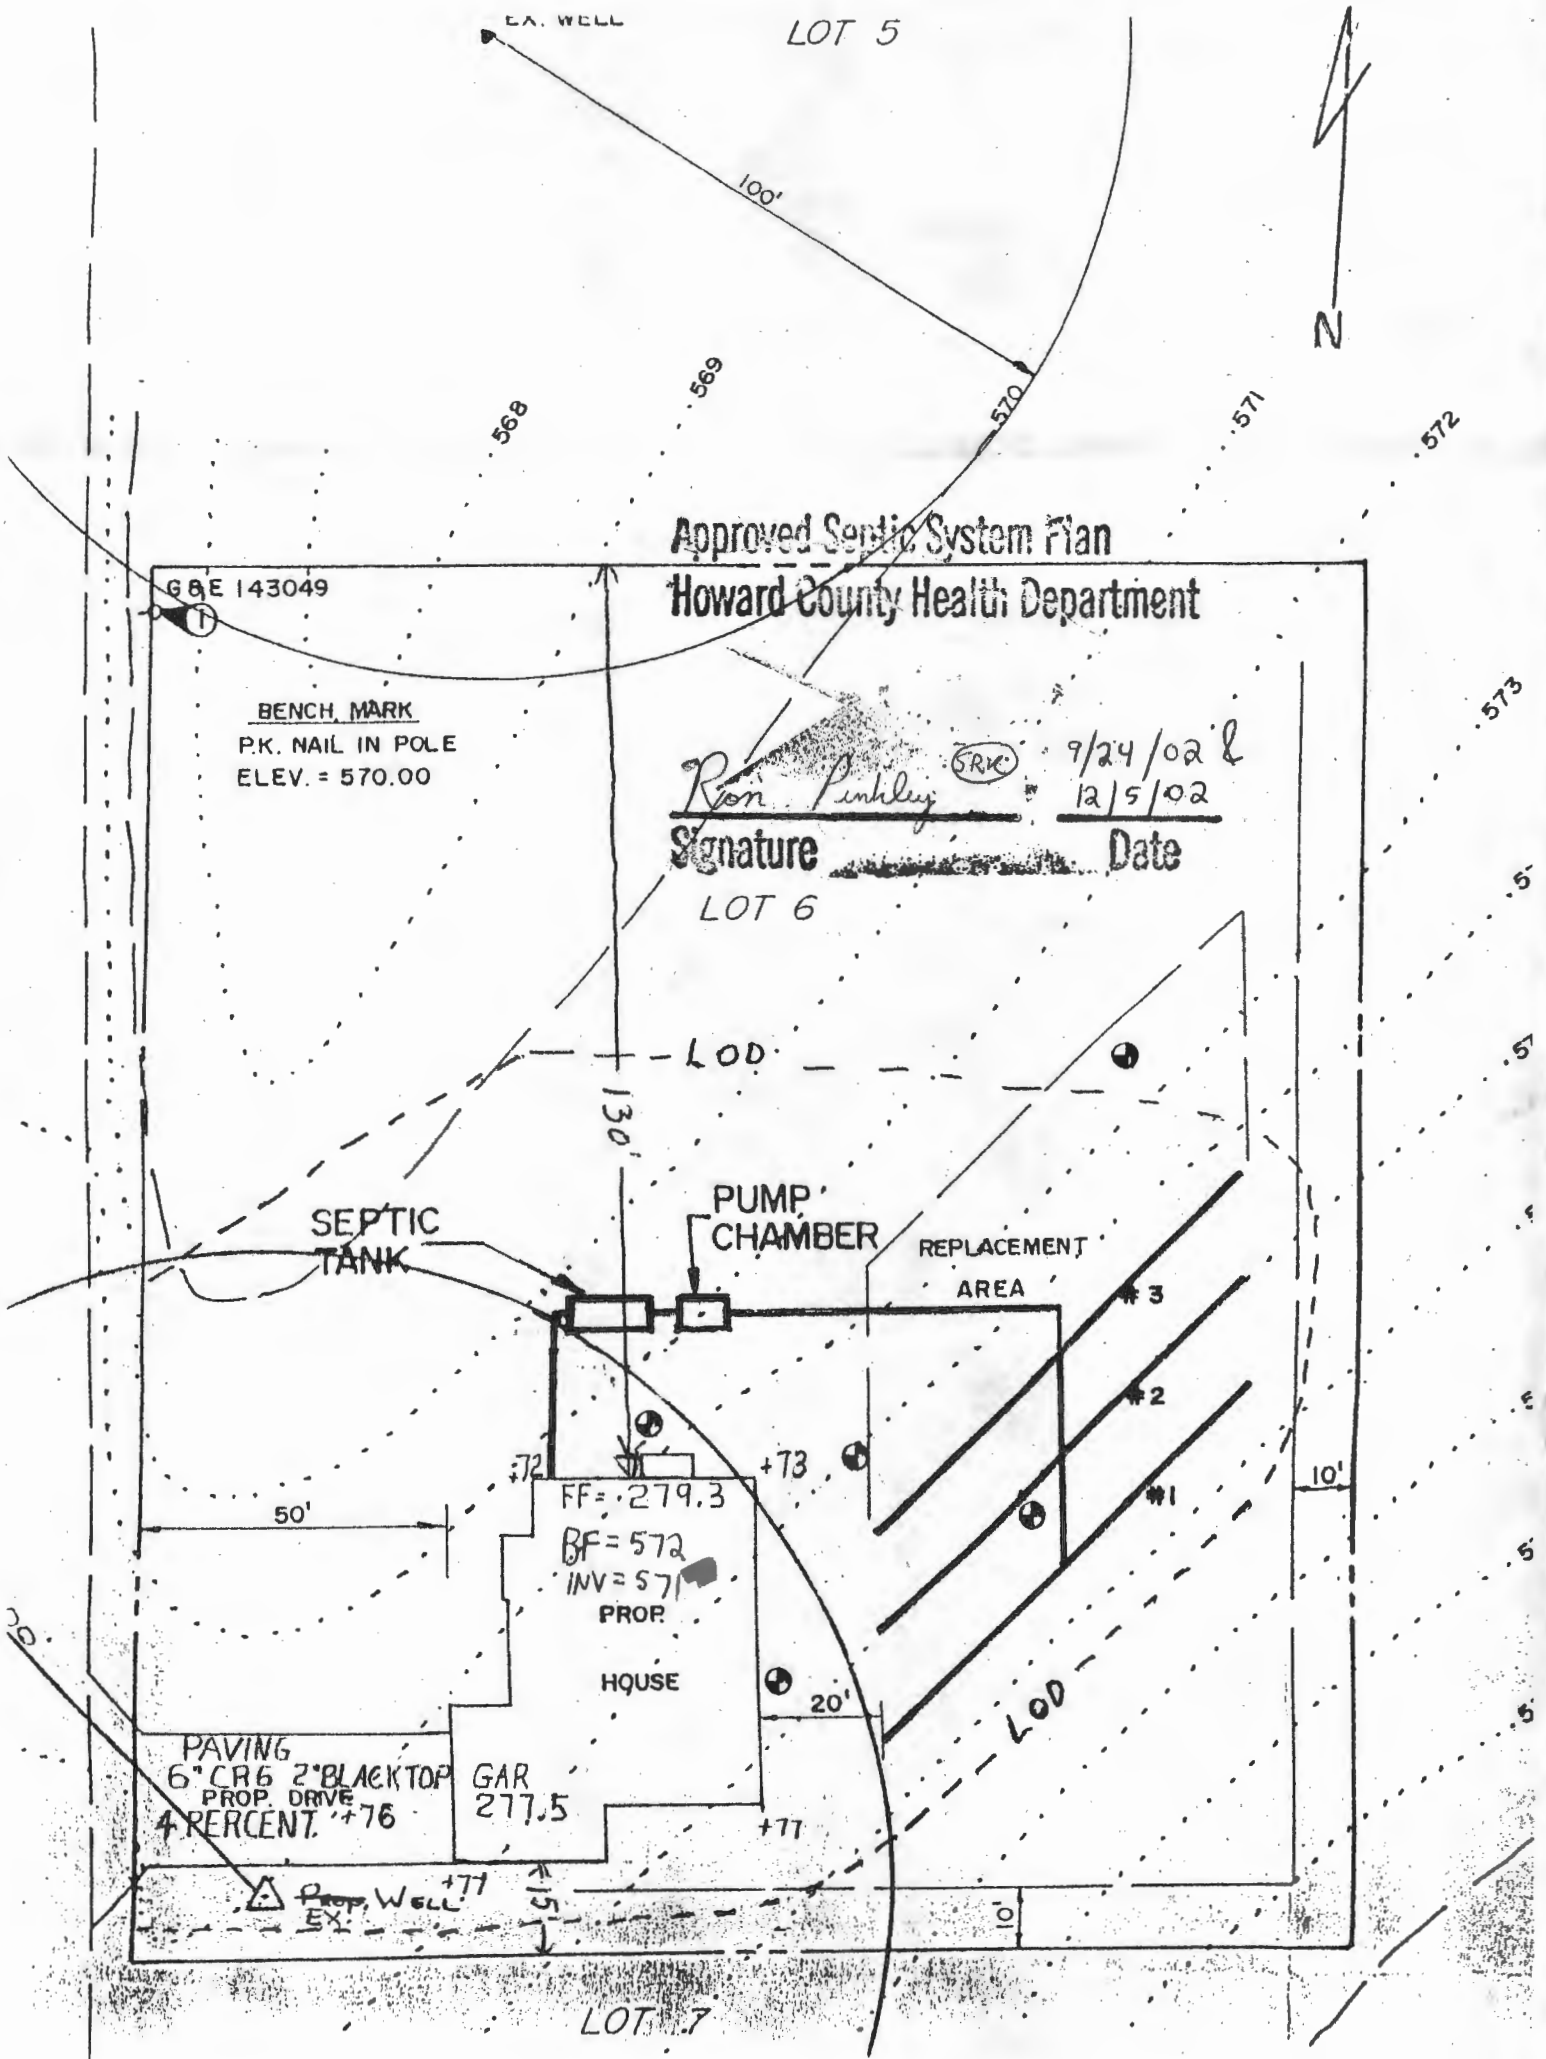 EX. WELL
LOT 5
100'
N
568
569
570
571
572
573
Approved Septic System Plan
Howard County Health Department
G&E 143049
1
BENCH MARK
P.K. NAIL IN POLE
ELEV. = 570.00
Ron Pinkley SRK 9/24/02 &
12/5/02
Signature Date
LOT 6
LOD
130'
SEPTIC
TANK
PUMP
CHAMBER
REPLACEMENT
AREA
#3
#2
#1
+72
+73
FF= 279.3
BF = 572
INV = 571
PROP.
HOUSE
50'
10'
20'
LOD
PAVING
6" CR6 2" BLACKTOP
PROP. DRIVE
4 PERCENT. +76
GAR
277.5
+77
+77
Prop. WELL
EX.
15'
10'
LOT 7